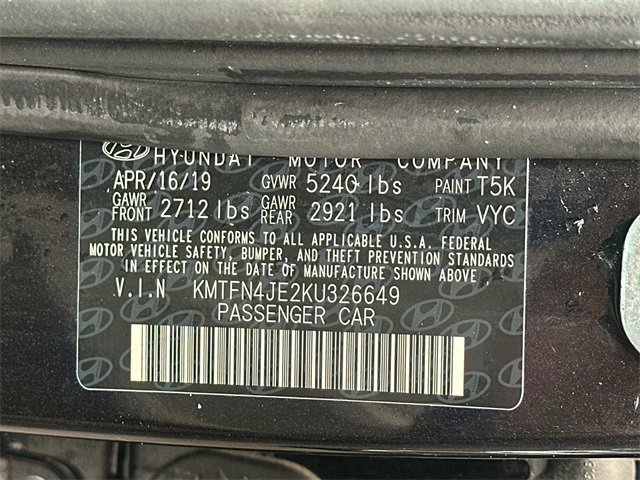 HYUNDAI MOTOR COMPANY
APR/16/19 GVWR 5240 lbs PAINT T5K
GAWR FRONT 2712 lbs GAWR REAR 2921 lbs TRIM VYC
THIS VEHICLE CONFORMS TO ALL APPLICABLE U.S.A. FEDERAL
MOTOR VEHICLE SAFETY, BUMPER, AND THEFT PREVENTION STANDARDS
IN EFFECT ON THE DATE OF MANUFACTURE SHOWN ABOVE.
V.I.N KMTFN4JE2KU326649
PASSENGER CAR